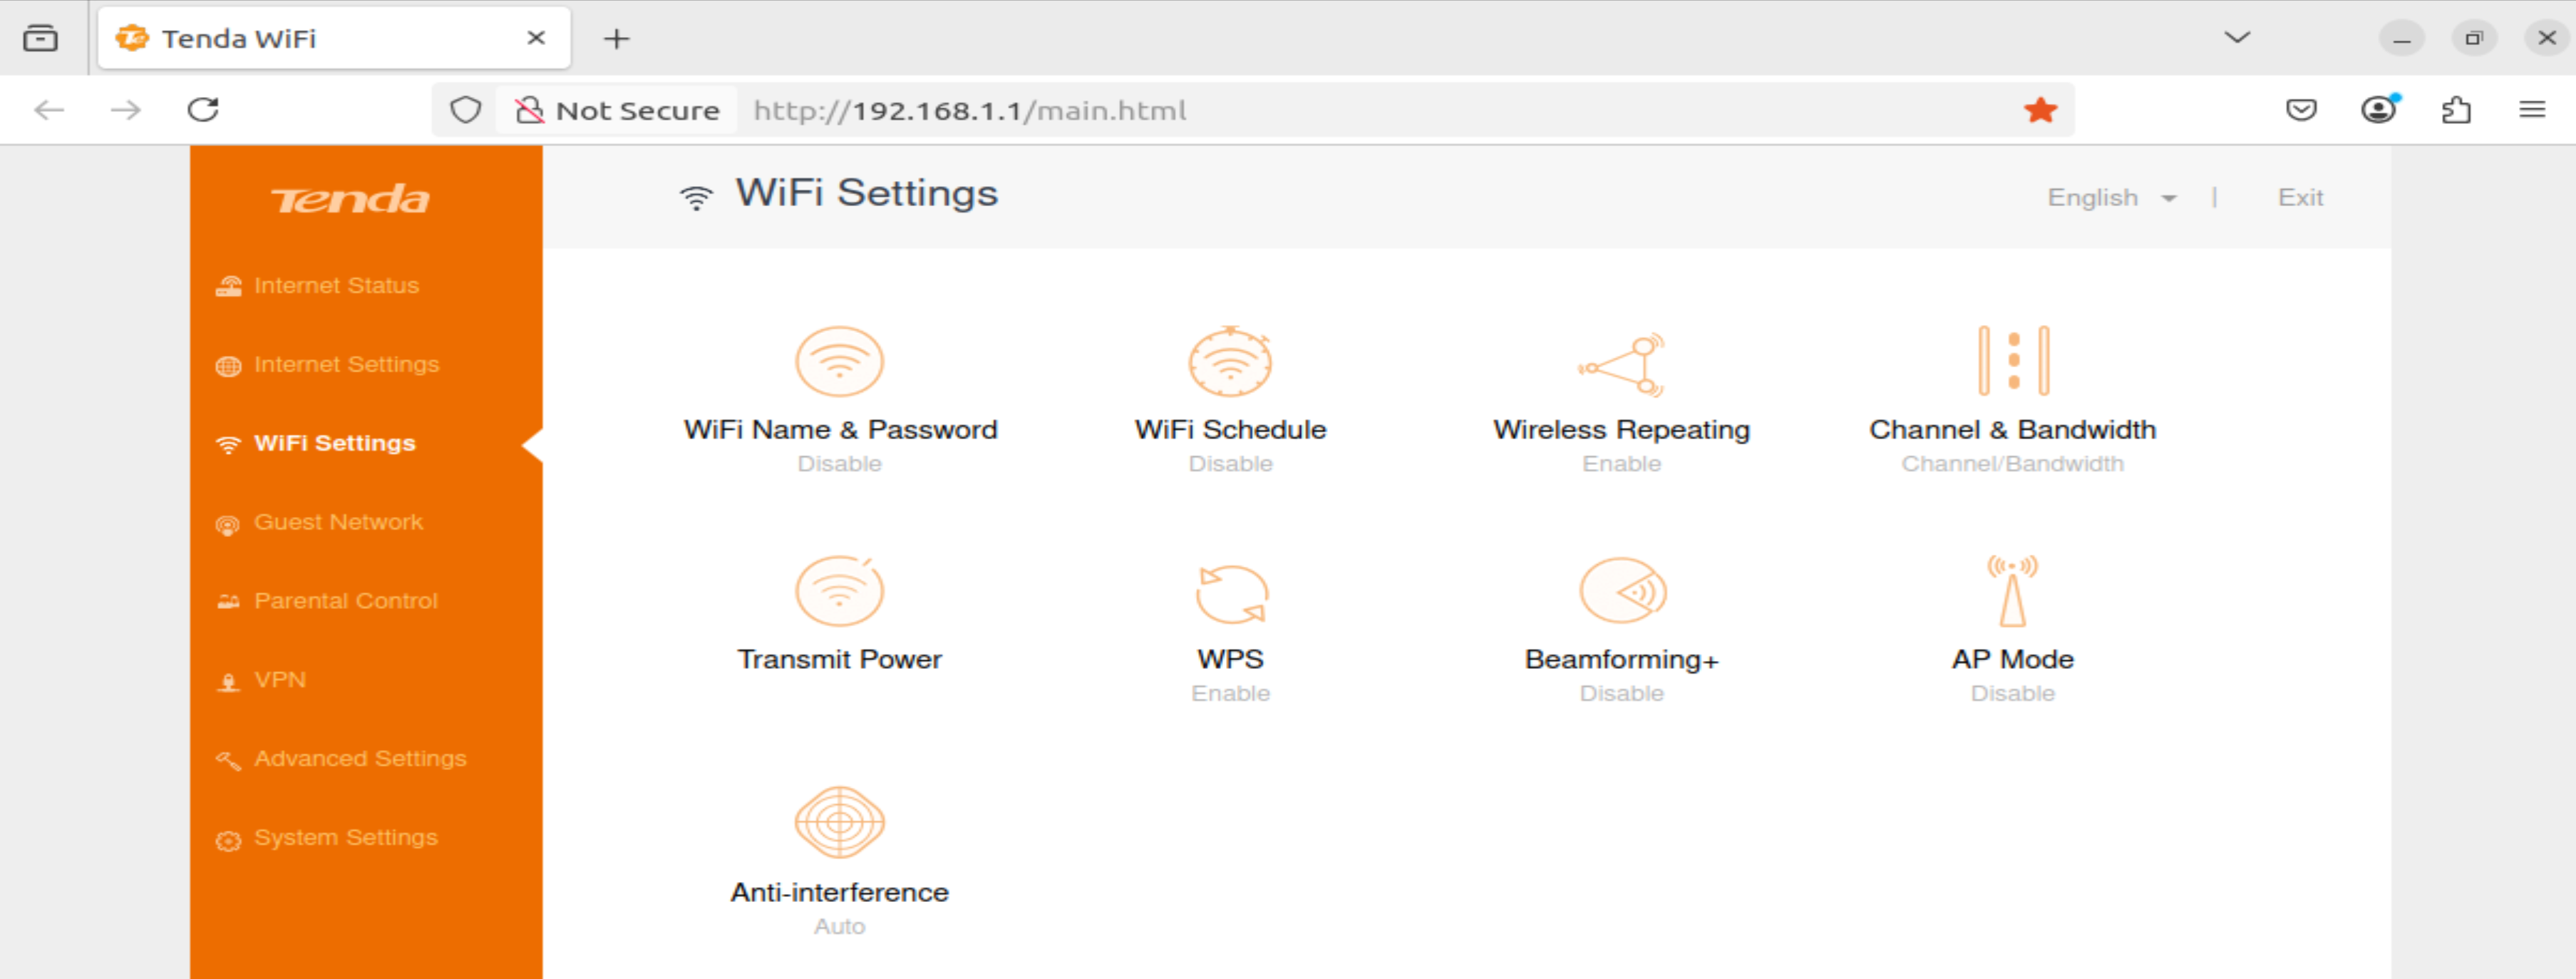 Tenda WiFi
Not Secure http://192.168.1.1/main.html
Tenda
Internet Status
Internet Settings
WiFi Settings
Guest Network
Parental Control
VPN
Advanced Settings
System Settings
WiFi Settings
English | Exit
WiFi Name & Password
Disable
WiFi Schedule
Disable
Wireless Repeating
Enable
Channel & Bandwidth
Channel/Bandwidth
Transmit Power
WPS
Enable
Beamforming+
Disable
AP Mode
Disable
Anti-interference
Auto